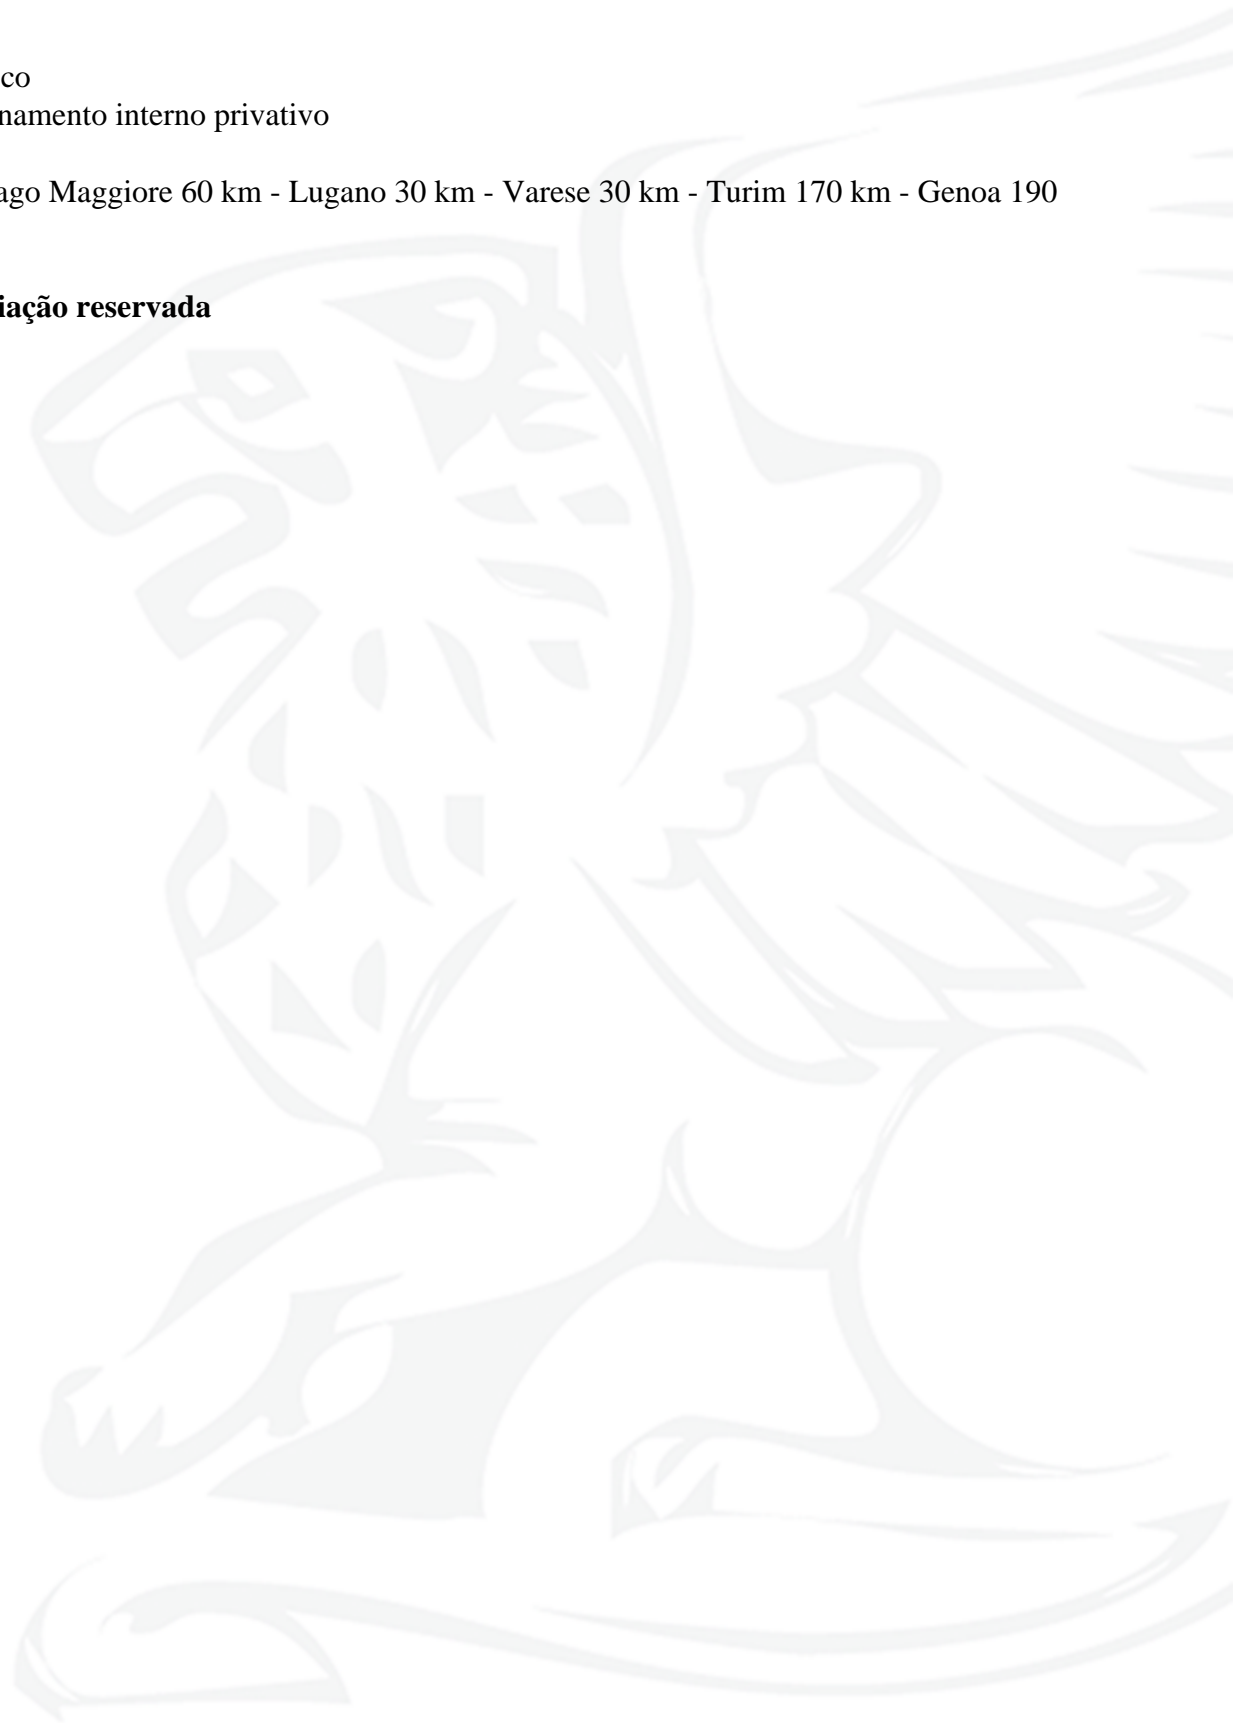 co
namento interno privativo
ago Maggiore 60 km - Lugano 30 km - Varese 30 km - Turim 170 km - Genoa 190
iação reservada